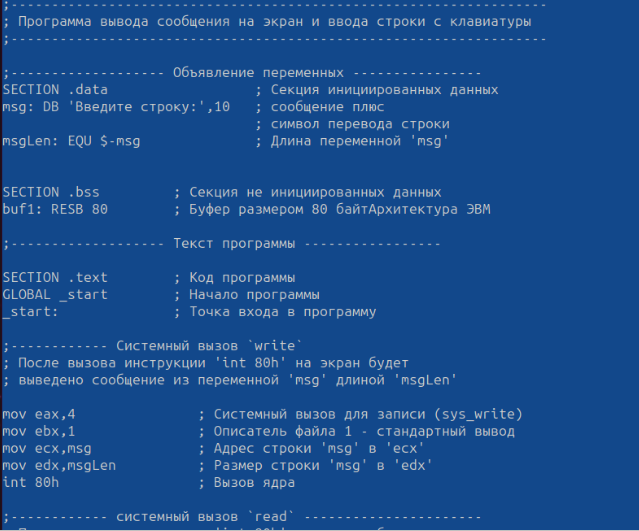 ;----------------------------------------------------------------
; Программа вывода сообщения на экран и ввода строки с клавиатуры
;----------------------------------------------------------------
;------------------- Объявление переменных ----------------
SECTION .data ; Секция инициированных данных
msg: DB 'Введите строку:',10 ; сообщение плюс
; символ перевода строки
msgLen: EQU $-msg ; Длина переменной 'msg'
SECTION .bss ; Секция не инициированных данных
buf1: RESB 80 ; Буфер размером 80 байтАрхитектура ЭВМ
;------------------- Текст программы -----------------
SECTION .text ; Код программы
GLOBAL _start ; Начало программы
_start: ; Точка входа в программу
;------------ Cистемный вызов `write`
; После вызова инструкции 'int 80h' на экран будет
; выведено сообщение из переменной 'msg' длиной 'msgLen'
mov eax,4 ; Системный вызов для записи (sys_write)
mov ebx,1 ; Описатель файла 1 - стандартный вывод
mov ecx,msg ; Адрес строки 'msg' в 'ecx'
mov edx,msgLen ; Размер строки 'msg' в 'edx'
int 80h ; Вызов ядра
;------------ системный вызов `read` ----------------------